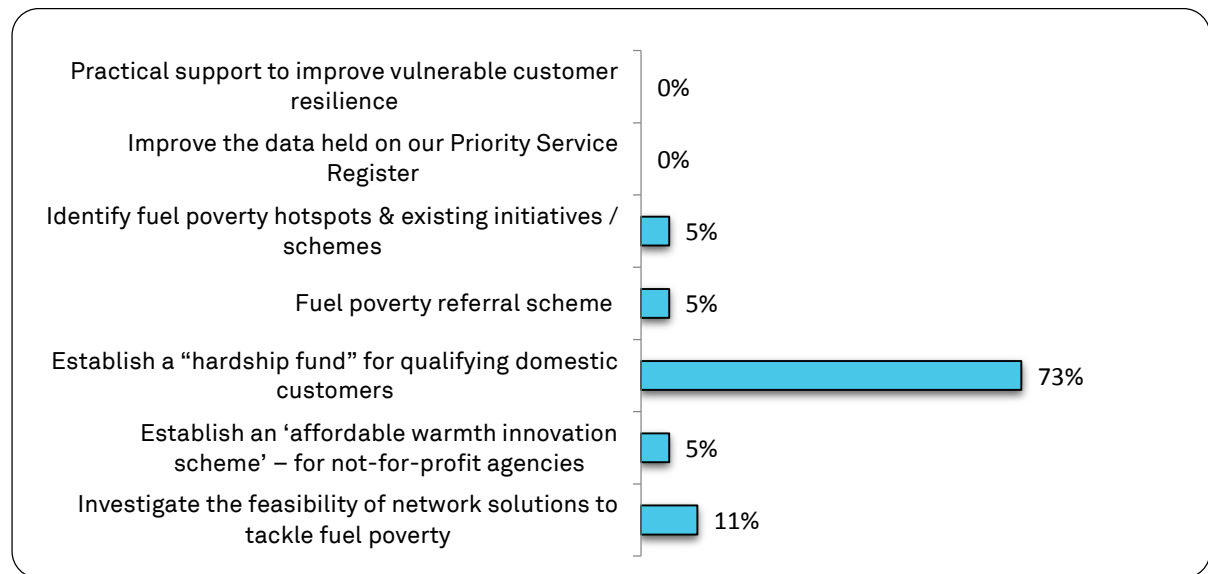 Practical support to improve vulnerable customer
resilience
0%
Improve the data held on our Priority Service
Register
0%
Identify fuel poverty hotspots & existing initiatives /
schemes
5%
Fuel poverty referral scheme
5%
Establish a “hardship fund” for qualifying domestic
customers
73%
Establish an ‘affordable warmth innovation
scheme’ – for not-for-profit agencies
5%
Investigate the feasibility of network solutions to
tackle fuel poverty
11%